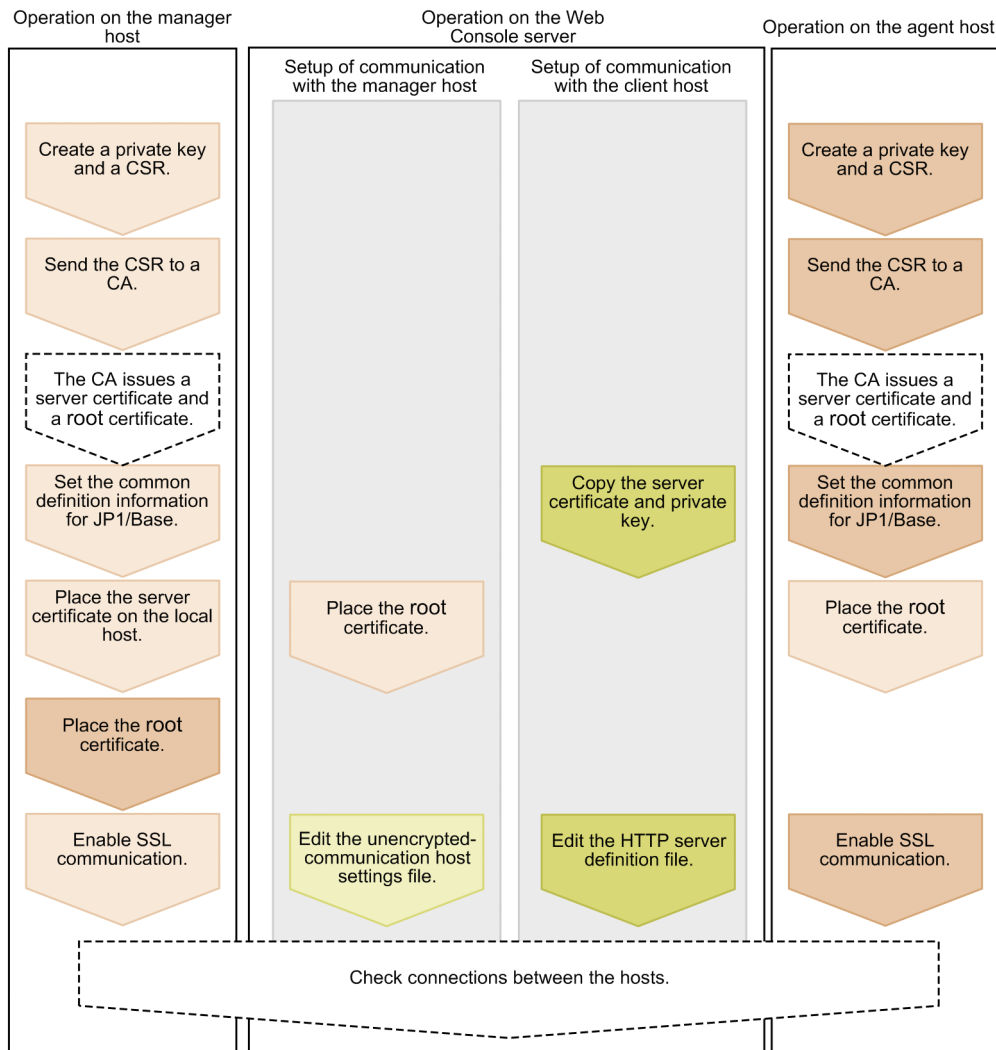 Operation on the manager
host
Operation on the Web
Console server
Operation on the agent host
Setup of communication
with the manager host
Setup of communication
with the client host
Create a private key
and a CSR.
Create a private key
and a CSR.
Send the CSR to a
CA.
Send the CSR to a
CA.
The CA issues a
server certificate and
a root certificate.
The CA issues a
server certificate and
a root certificate.
Set the common
definition information
for JP1/Base.
Copy the server
certificate and private
key.
Set the common
definition information
for JP1/Base.
Place the server
certificate on the local
host.
Place the root
certificate.
Place the root
certificate.
Place the root
certificate.
Enable SSL
communication.
Edit the unencrypted-
communication host
settings file.
Edit the HTTP server
definition file.
Enable SSL
communication.
Check connections between the hosts.